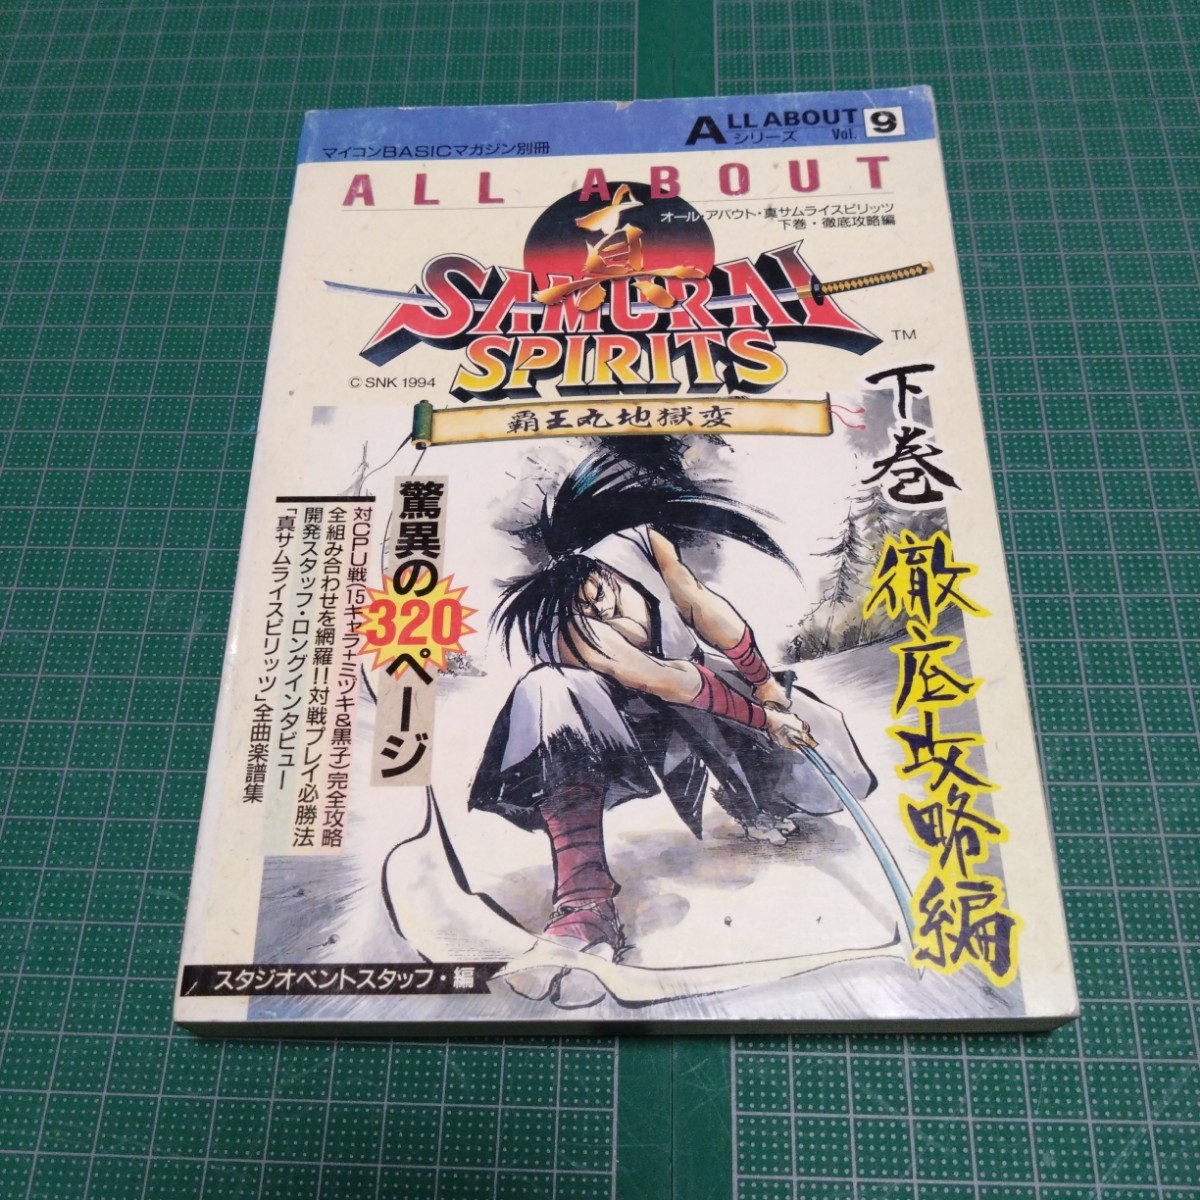 マイコンBASICマガジン別冊
ALL ABOUT
シリーズ Vol. 9
ALL ABOUT
オール・アバウト・真サムライスピリッツ
下巻・徹底攻略編
真
SAMURAI
SPIRITS
TM
© SNK 1994
覇王丸地獄変
下巻
徹底攻略編
驚異の320ページ
対CPU戦(15キャラ+ミヅキ&黒子)完全攻略
全組み合わせを網羅!!対戦プレイ必勝法
開発スタッフ・ロングインタビュー
「真サムライスピリッツ」全曲楽譜集
スタジオベントスタッフ・編